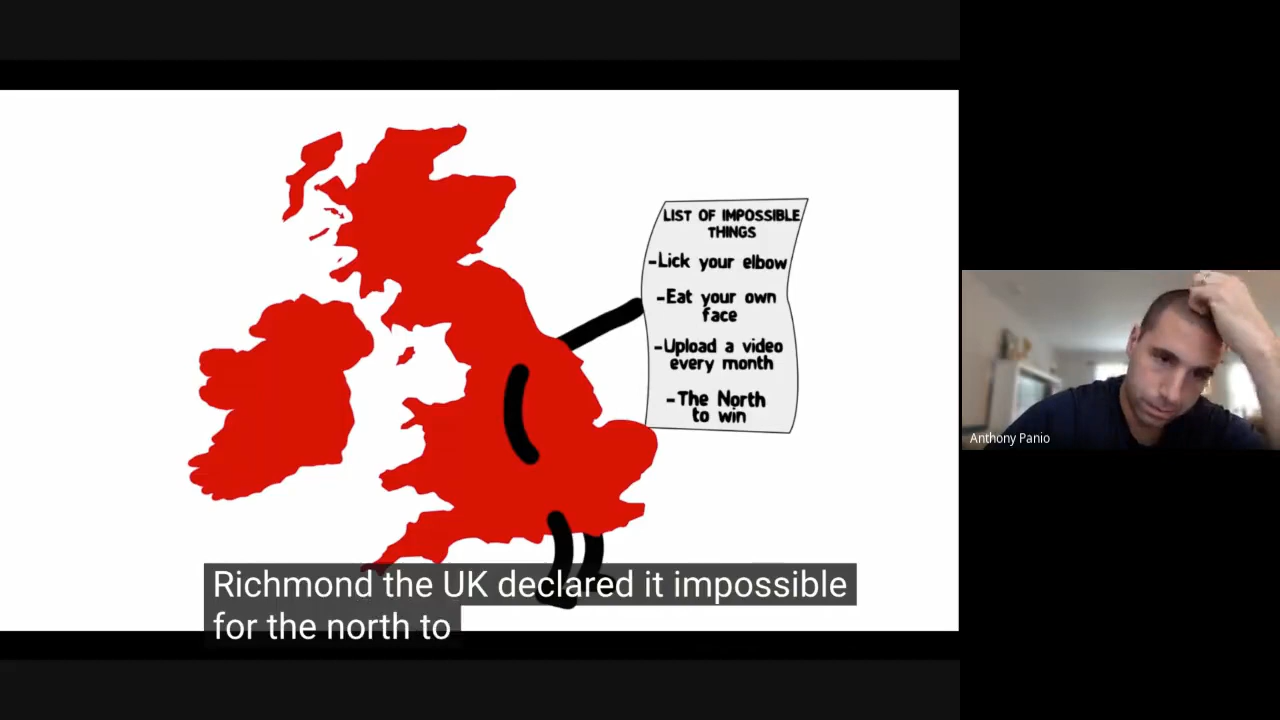 LIST OF IMPOSSIBLE
THINGS
-Lick your elbow
-Eat your own
face
-Upload a video
every month
-The North
to win
Richmond the UK declared it impossible
for the north to
Anthony Panio